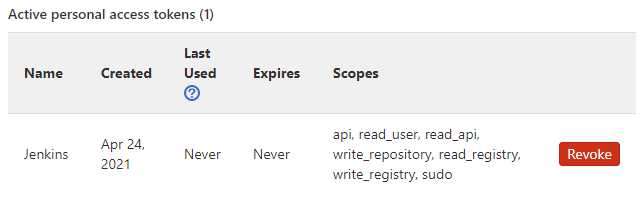 Active personal access tokens (1)
Name Created Last Used Expires Scopes
Jenkins Apr 24, 2021 Never Never api, read_user, read_api, write_repository, read_registry, write_registry, sudo Revoke